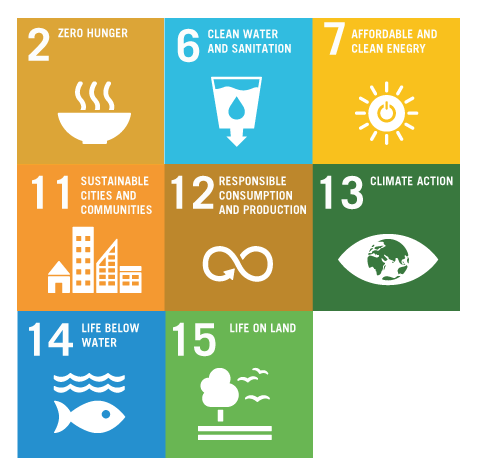 2 ZERO HUNGER
6 CLEAN WATER
AND SANITATION
7 AFFORDABLE AND
CLEAN ENEGRY
11 SUSTAINABLE
CITIES AND
COMMUNITIES
12 RESPONSIBLE
CONSUMPTION
AND PRODUCTION
13 CLIMATE ACTION
14 LIFE BELOW
WATER
15 LIFE ON LAND